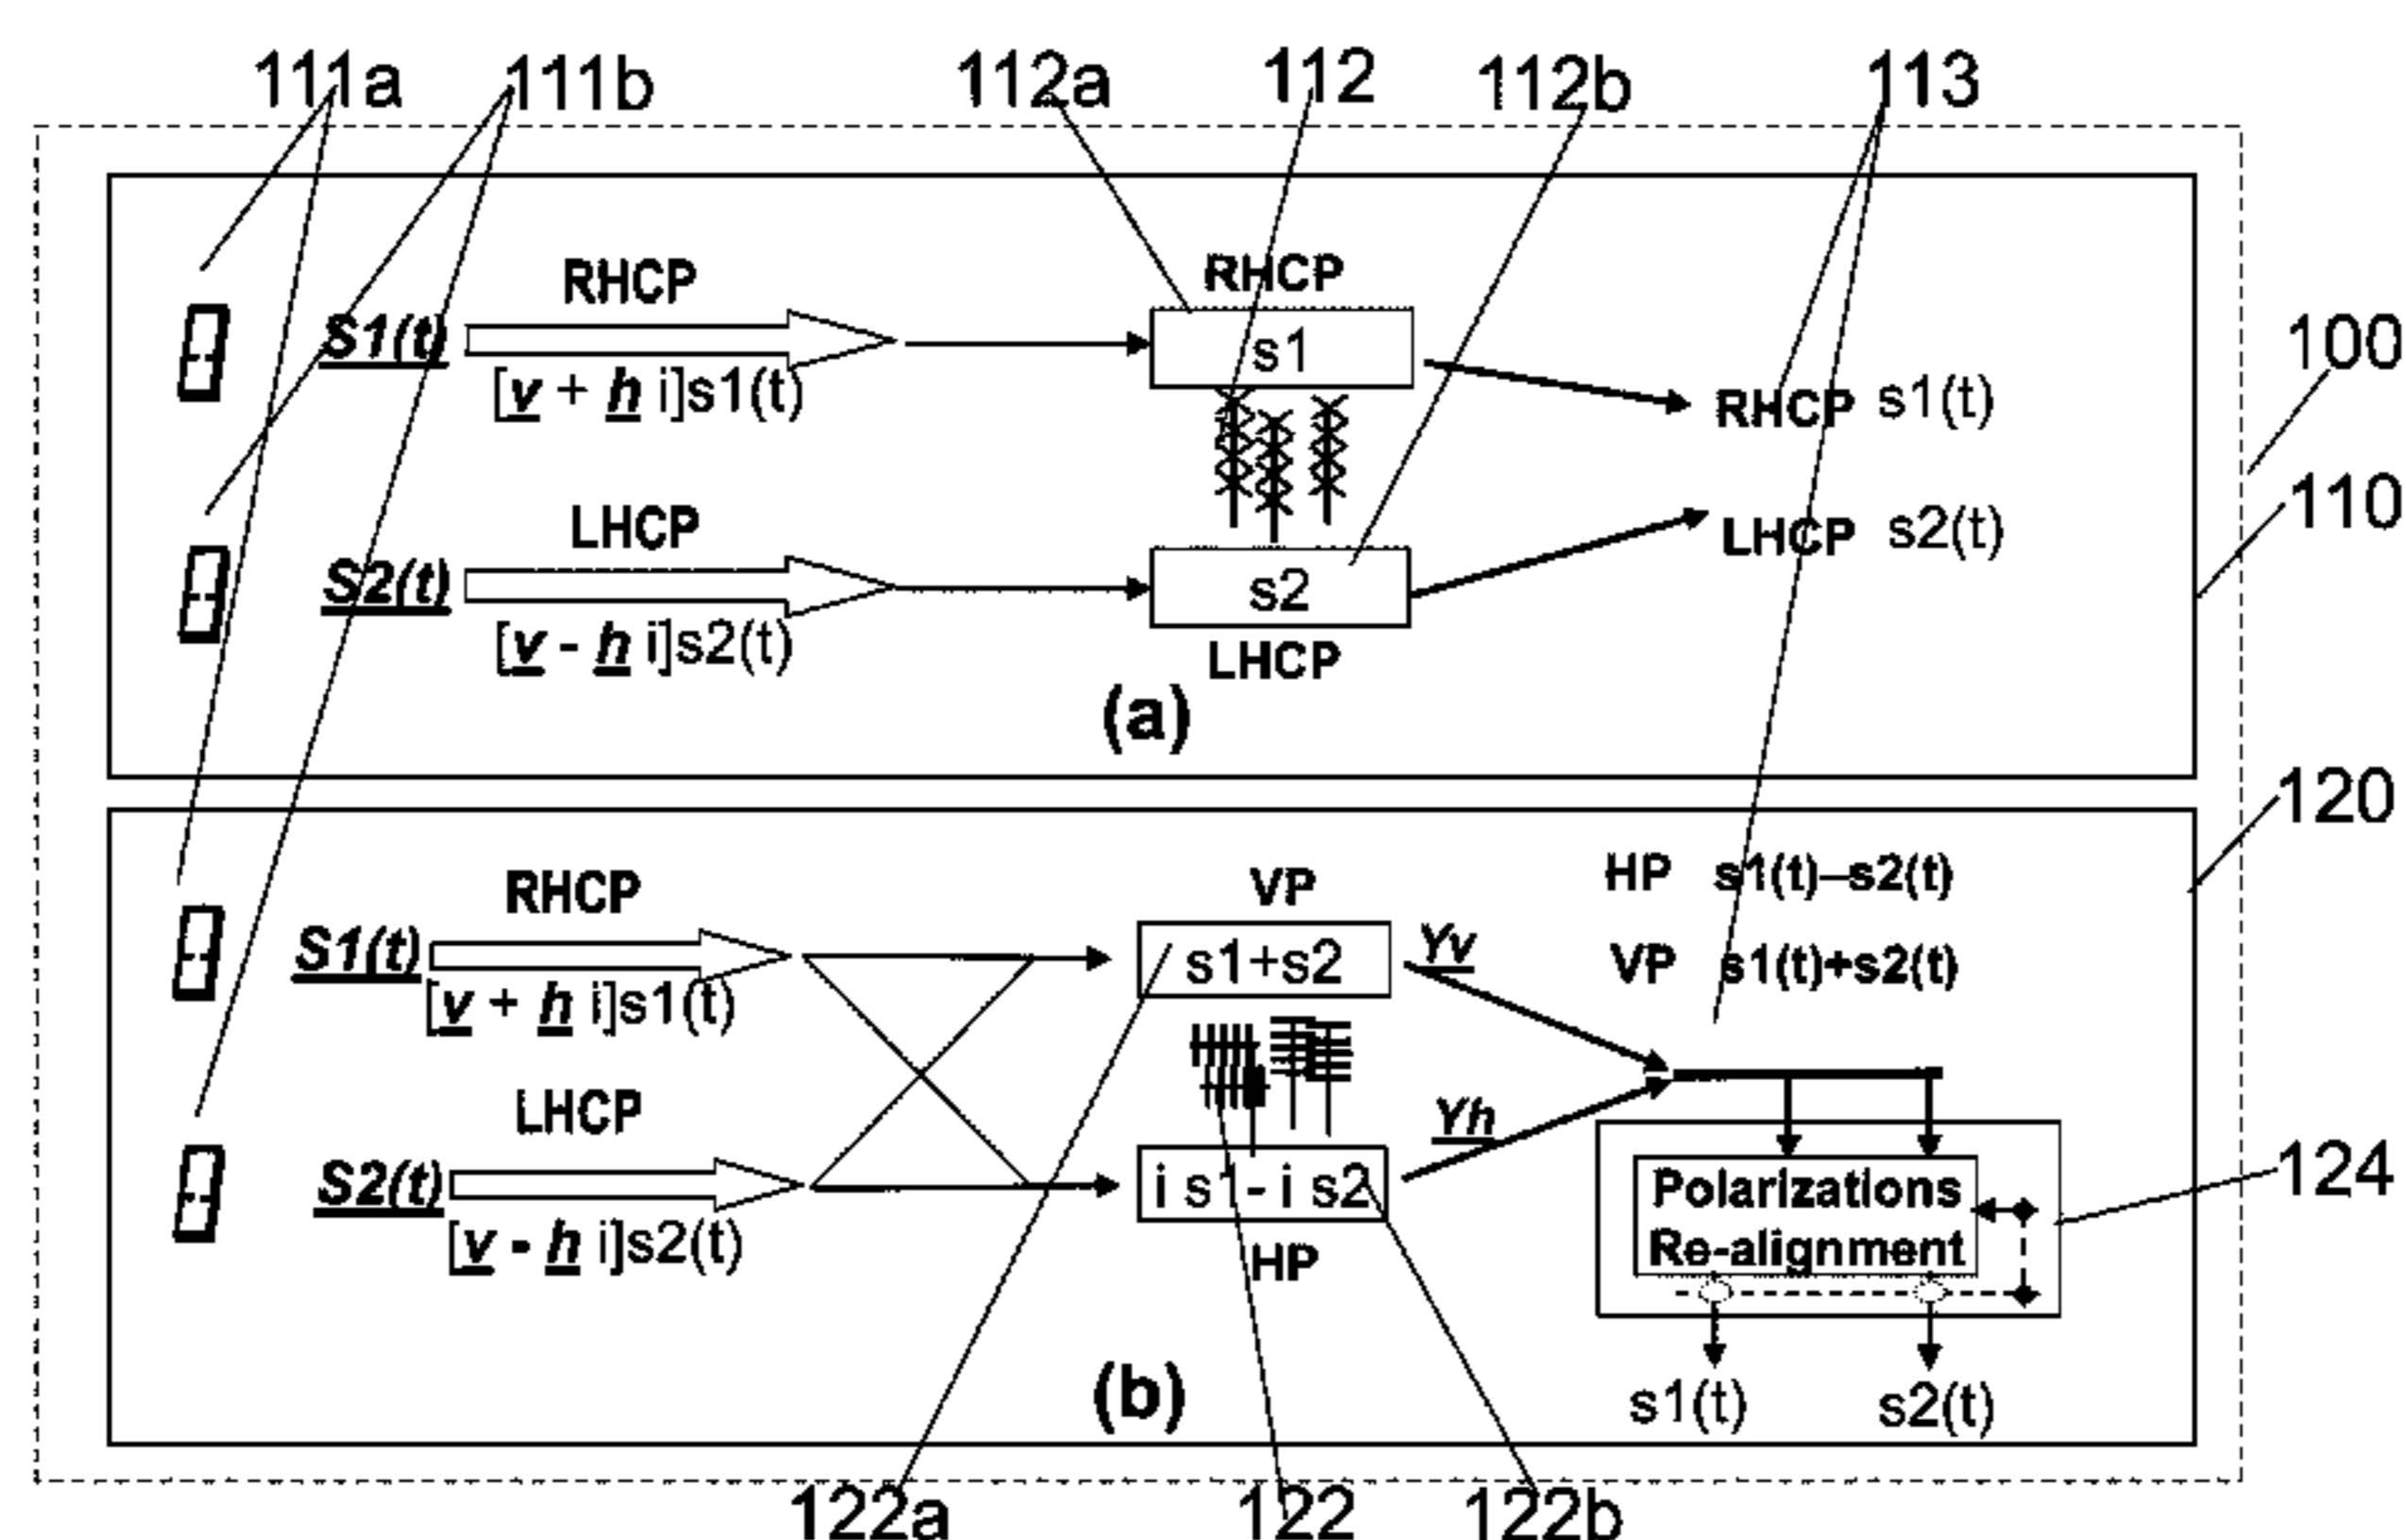 111a 111b 112a 112 112b 113
RHCP RHCP
S1(t) s1
[v + h i]s1(t)
RHCP s1(t)
100
LHCP
LHCP s2(t)
110
S2(t) s2
[v - h i]s2(t)
LHCP
(a)
120
RHCP VP HP s1(t)–s2(t)
S1(t) s1+s2 Yv VP s1(t)+s2(t)
[v + h i]s1(t)
LHCP Yh
S2(t) i s1 - i s2
124
Polarizations
Re-alignment
[v - h i]s2(t)
HP
(b)
s1(t) s2(t)
122a 122 122b